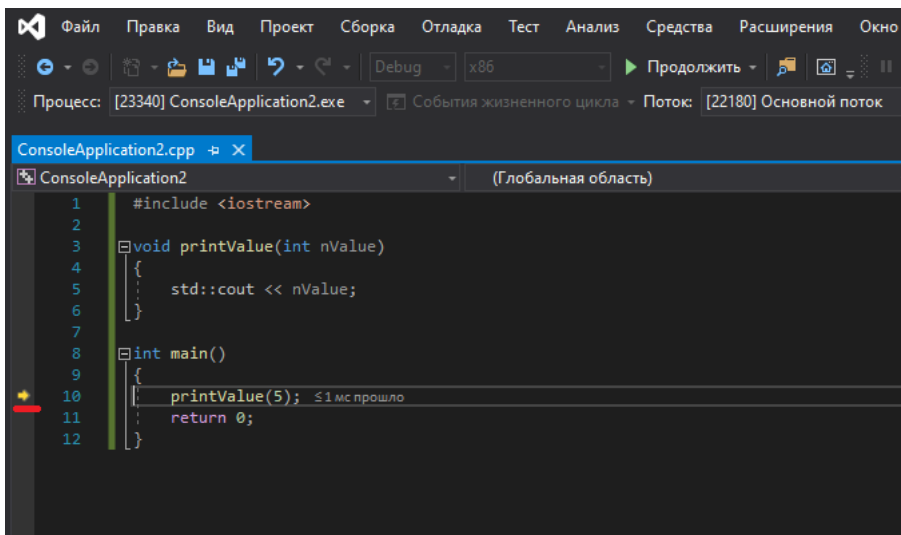 Файл Правка Вид Проект Сборка Отладка Тест Анализ Средства Расширения Окно
Debug x86 Продолжить
Процесс: [23340] ConsoleApplication2.exe События жизненного цикла Поток: [22180] Основной поток
ConsoleApplication2.cpp
ConsoleApplication2 (Глобальная область)
1 #include <iostream>
2
3 void printValue(int nValue)
4 {
5 std::cout << nValue;
6 }
7
8 int main()
9 {
10 printValue(5); ≤1 мс прошло
11 return 0;
12 }